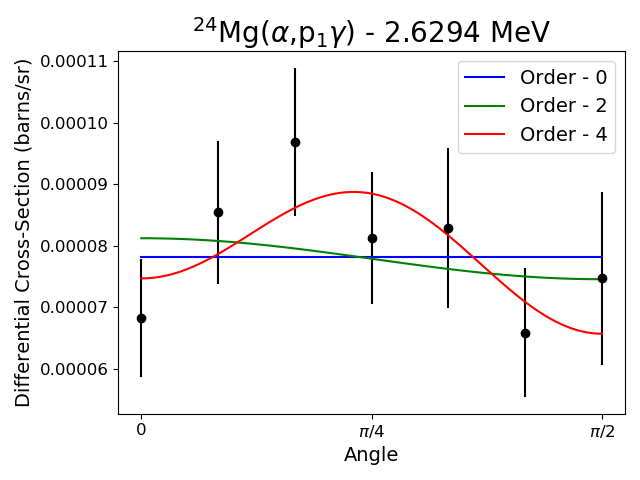 ²⁴Mg(α,p₁γ) - 2.6294 MeV
Differential Cross-Section (barns/sr)
0.00011
0.00010
0.00009
0.00008
0.00007
0.00006
Order - 0
Order - 2
Order - 4
0
π/4
π/2
Angle